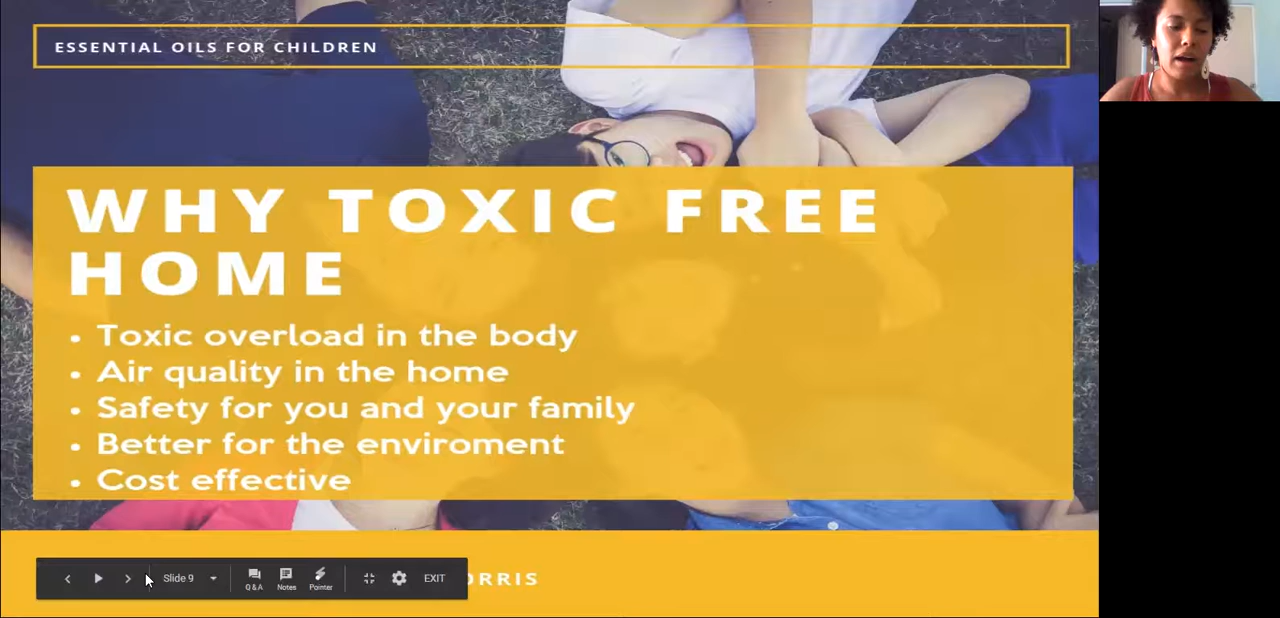 ESSENTIAL OILS FOR CHILDREN
WHY TOXIC FREE
HOME
• Toxic overload in the body
• Air quality in the home
• Safety for you and your family
• Better for the enviroment
• Cost effective
Slide 9
Q & A
Notes
Pointer
EXIT